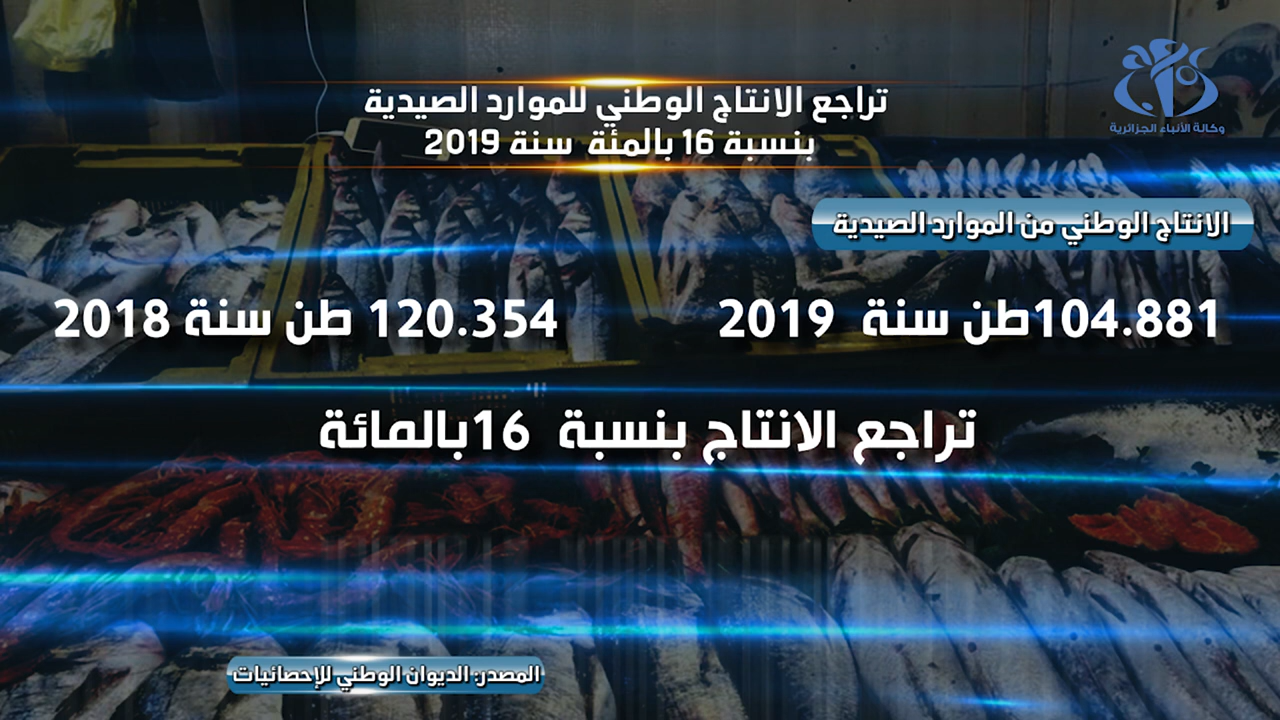 وكالة الأنباء الجزائرية
تراجع الانتاج الوطني للموارد الصيدية
بنسبة 16 بالمئة سنة 2019
الانتاج الوطني من الموارد الصيدية
104.881طن سنة 2019
120.354 طن سنة 2018
تراجع الانتاج بنسبة 16بالمائة
المصدر: الديوان الوطني للإحصائيات